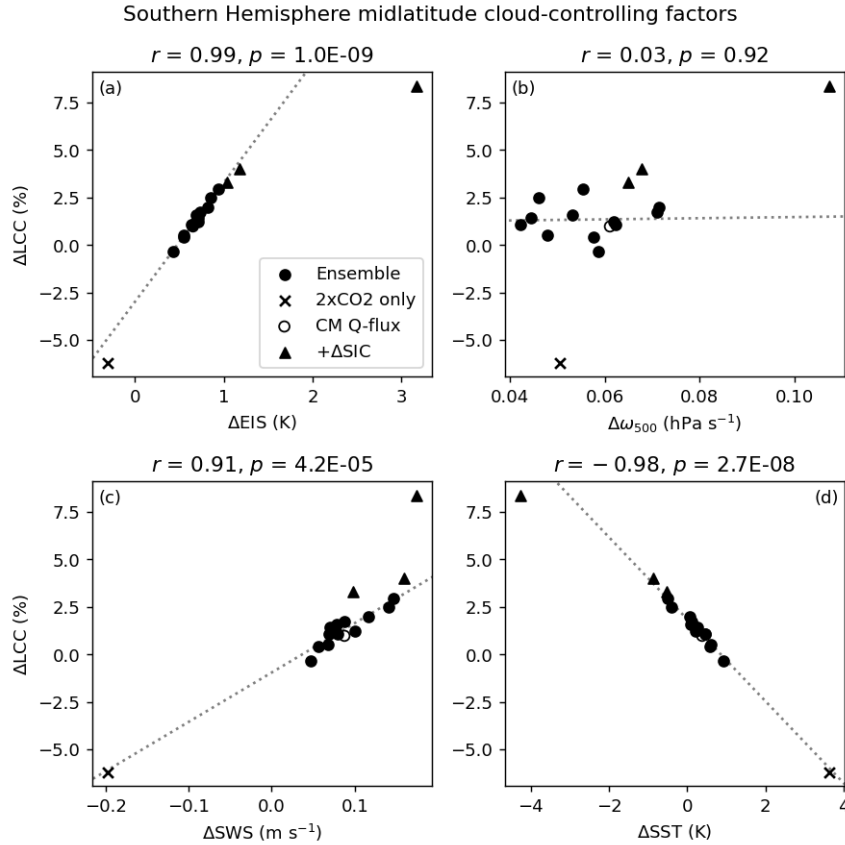 Southern Hemisphere midlatitude cloud-controlling factors
r = 0.99, p = 1.0E-09
(a)
7.5
5.0
2.5
0.0
−2.5
−5.0
ΔLCC (%)
Ensemble
2xCO2 only
CM Q-flux
+ΔSIC
0 1 2 3
ΔEIS (K)
r = 0.03, p = 0.92
(b)
7.5
5.0
2.5
0.0
−2.5
−5.0
0.04 0.06 0.08 0.10
Δω₅₀₀ (hPa s⁻¹)
r = 0.91, p = 4.2E-05
(c)
7.5
5.0
2.5
0.0
−2.5
−5.0
ΔLCC (%)
−0.2 −0.1 0.0 0.1
ΔSWS (m s⁻¹)
r = − 0.98, p = 2.7E-08
(d)
7.5
5.0
2.5
0.0
−2.5
−5.0
−4 −2 0 2 4
ΔSST (K)